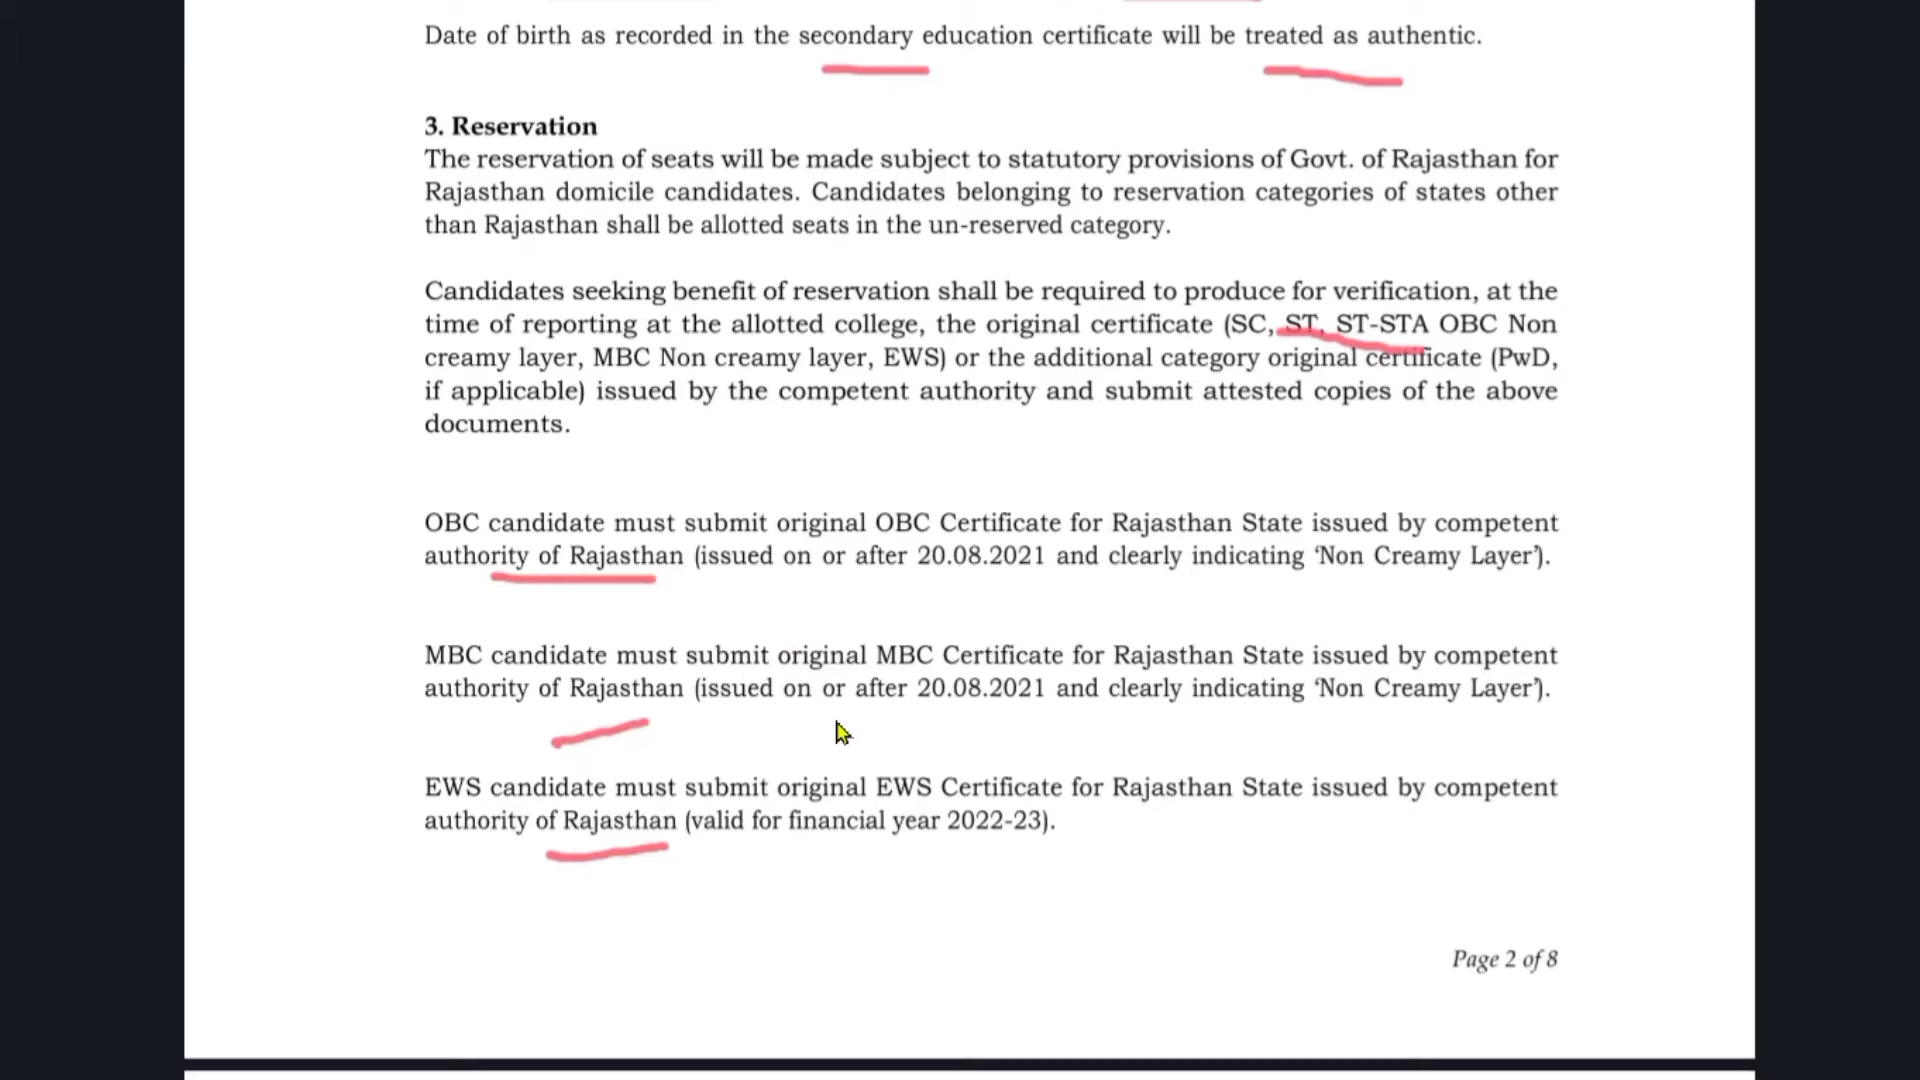 Date of birth as recorded in the secondary education certificate will be treated as authentic.
3. Reservation
The reservation of seats will be made subject to statutory provisions of Govt. of Rajasthan for
Rajasthan domicile candidates. Candidates belonging to reservation categories of states other
than Rajasthan shall be allotted seats in the un-reserved category.
Candidates seeking benefit of reservation shall be required to produce for verification, at the
time of reporting at the allotted college, the original certificate (SC, ST, ST-STA OBC Non
creamy layer, MBC Non creamy layer, EWS) or the additional category original certificate (PwD,
if applicable) issued by the competent authority and submit attested copies of the above
documents.
OBC candidate must submit original OBC Certificate for Rajasthan State issued by competent
authority of Rajasthan (issued on or after 20.08.2021 and clearly indicating ‘Non Creamy Layer’).
MBC candidate must submit original MBC Certificate for Rajasthan State issued by competent
authority of Rajasthan (issued on or after 20.08.2021 and clearly indicating ‘Non Creamy Layer’).
EWS candidate must submit original EWS Certificate for Rajasthan State issued by competent
authority of Rajasthan (valid for financial year 2022-23).
Page 2 of 8